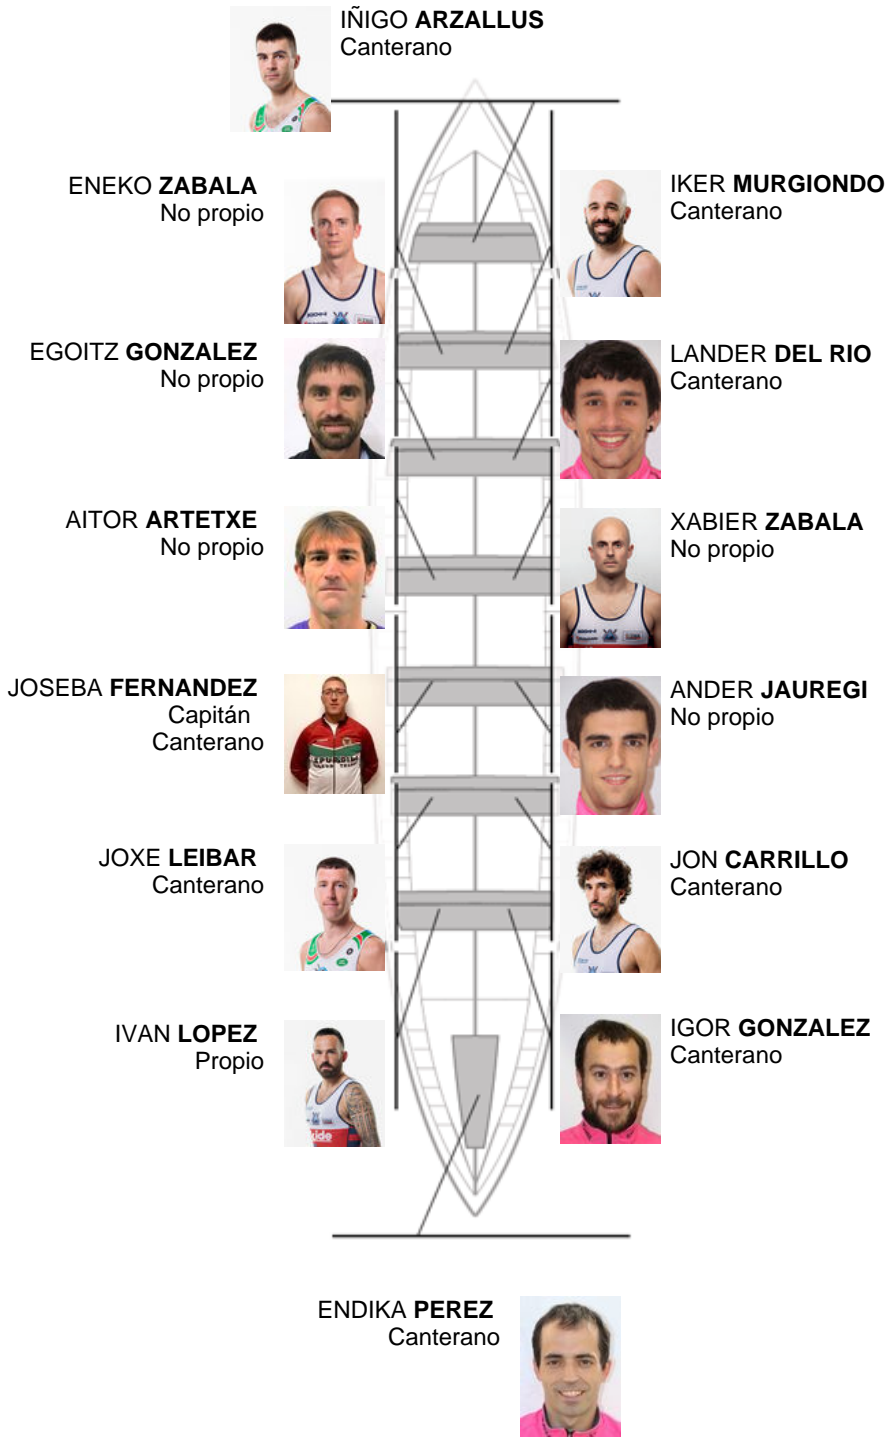 IÑIGO ARZALLUS
Canterano
ENEKO ZABALA
No propio
IKER MURGIONDO
Canterano
EGOITZ GONZALEZ
No propio
LANDER DEL RIO
Canterano
AITOR ARTETXE
No propio
XABIER ZABALA
No propio
JOSEBA FERNANDEZ
Capitán
Canterano
ANDER JAUREGI
No propio
JOXE LEIBAR
Canterano
JON CARRILLO
Canterano
IVAN LOPEZ
Propio
IGOR GONZALEZ
Canterano
ENDIKA PEREZ
Canterano